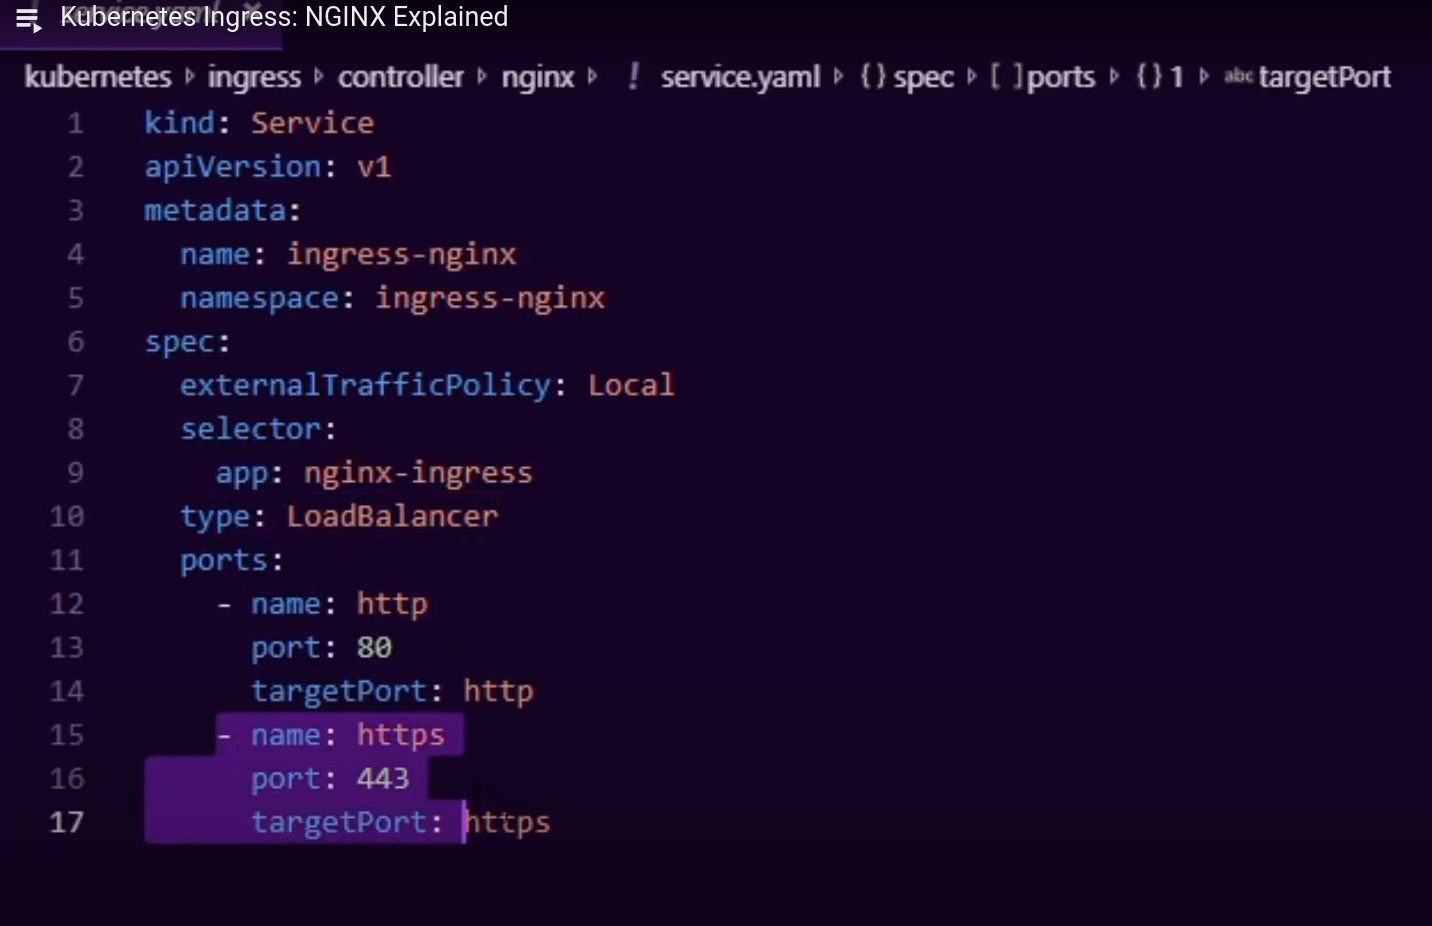 Kubernetes Ingress: NGINX Explained
kubernetes ingress controller nginx ! service.yaml {} spec [ ] ports {} 1 abc targetPort
1 kind: Service
2 apiVersion: v1
3 metadata:
4   name: ingress-nginx
5   namespace: ingress-nginx
6 spec:
7   externalTrafficPolicy: Local
8   selector:
9     app: nginx-ingress
10   type: LoadBalancer
11   ports:
12     - name: http
13       port: 80
14       targetPort: http
15     - name: https
16       port: 443
17       targetPort: https